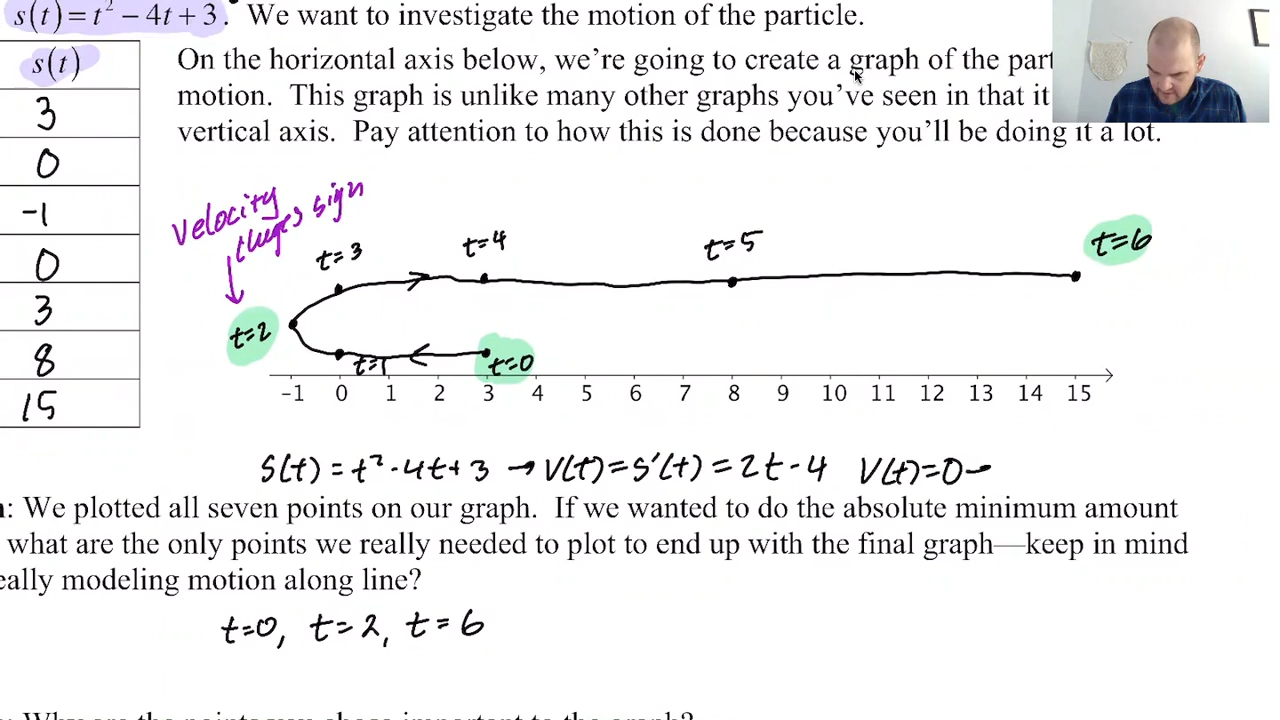 s(t) = t² − 4t + 3. We want to investigate the motion of the particle.
s(t)
On the horizontal axis below, we're going to create a graph of the
motion. This graph is unlike many other graphs you've seen in that it
vertical axis. Pay attention to how this is done because you'll be doing it a lot.
3
0
-1
0
3
8
15
velocity
changes sign
t=3
t=4
t=5
t=6
t=2
t=1
t=0
−1 0 1 2 3 4 5 6 7 8 9 10 11 12 13 14 15
s(t) = t² - 4t + 3 → v(t) = s'(t) = 2t - 4 v(t) = 0
: We plotted all seven points on our graph. If we wanted to do the absolute minimum amount
what are the only points we really needed to plot to end up with the final graph—keep in mind
eally modeling motion along line?
t=0, t=2, t=6